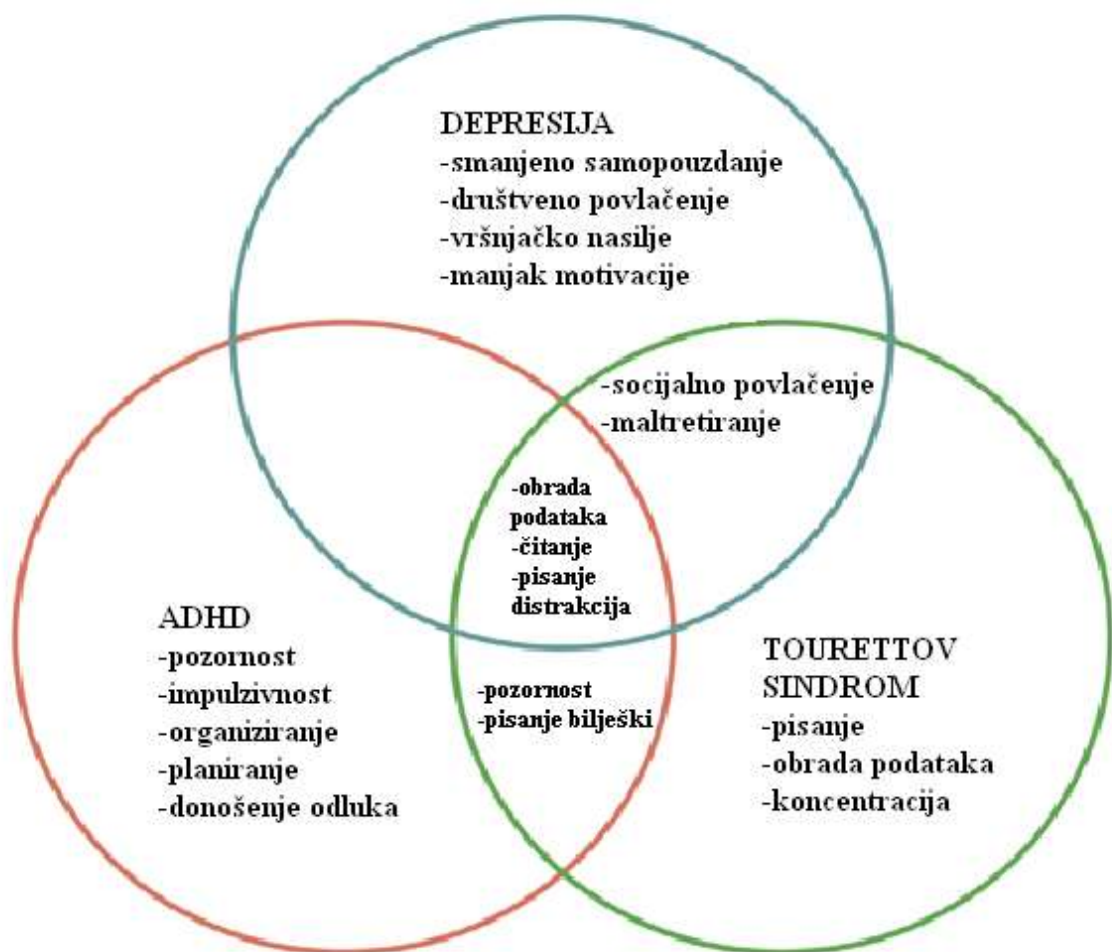 DEPRESIJA
-smanjeno samopouzdanje
-društveno povlačenje
-vršnjačko nasilje
-manjak motivacije
-socijalno povlačenje
-maltretiranje
-obrada
podataka
-čitanje
-pisanje
distrakcija
ADHD
-pozornost
-impulzivnost
-organiziranje
-planiranje
-donošenje odluka
-pozornost
-pisanje bilješki
TOURETTOV
SINDROM
-pisanje
-obrada podataka
-koncentracija